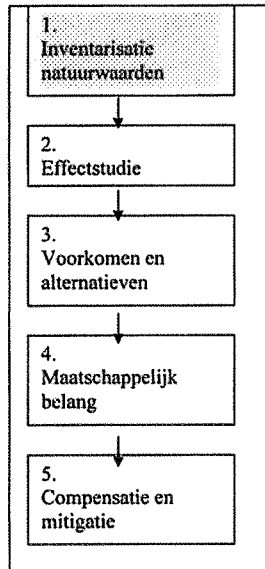 1.
Inventarisatie
natuurwaarden
2.
Effectstudie
3.
Voorkomen en
alternatieven
4.
Maatschappelijk
belang
5.
Compensatie en
mitigatie